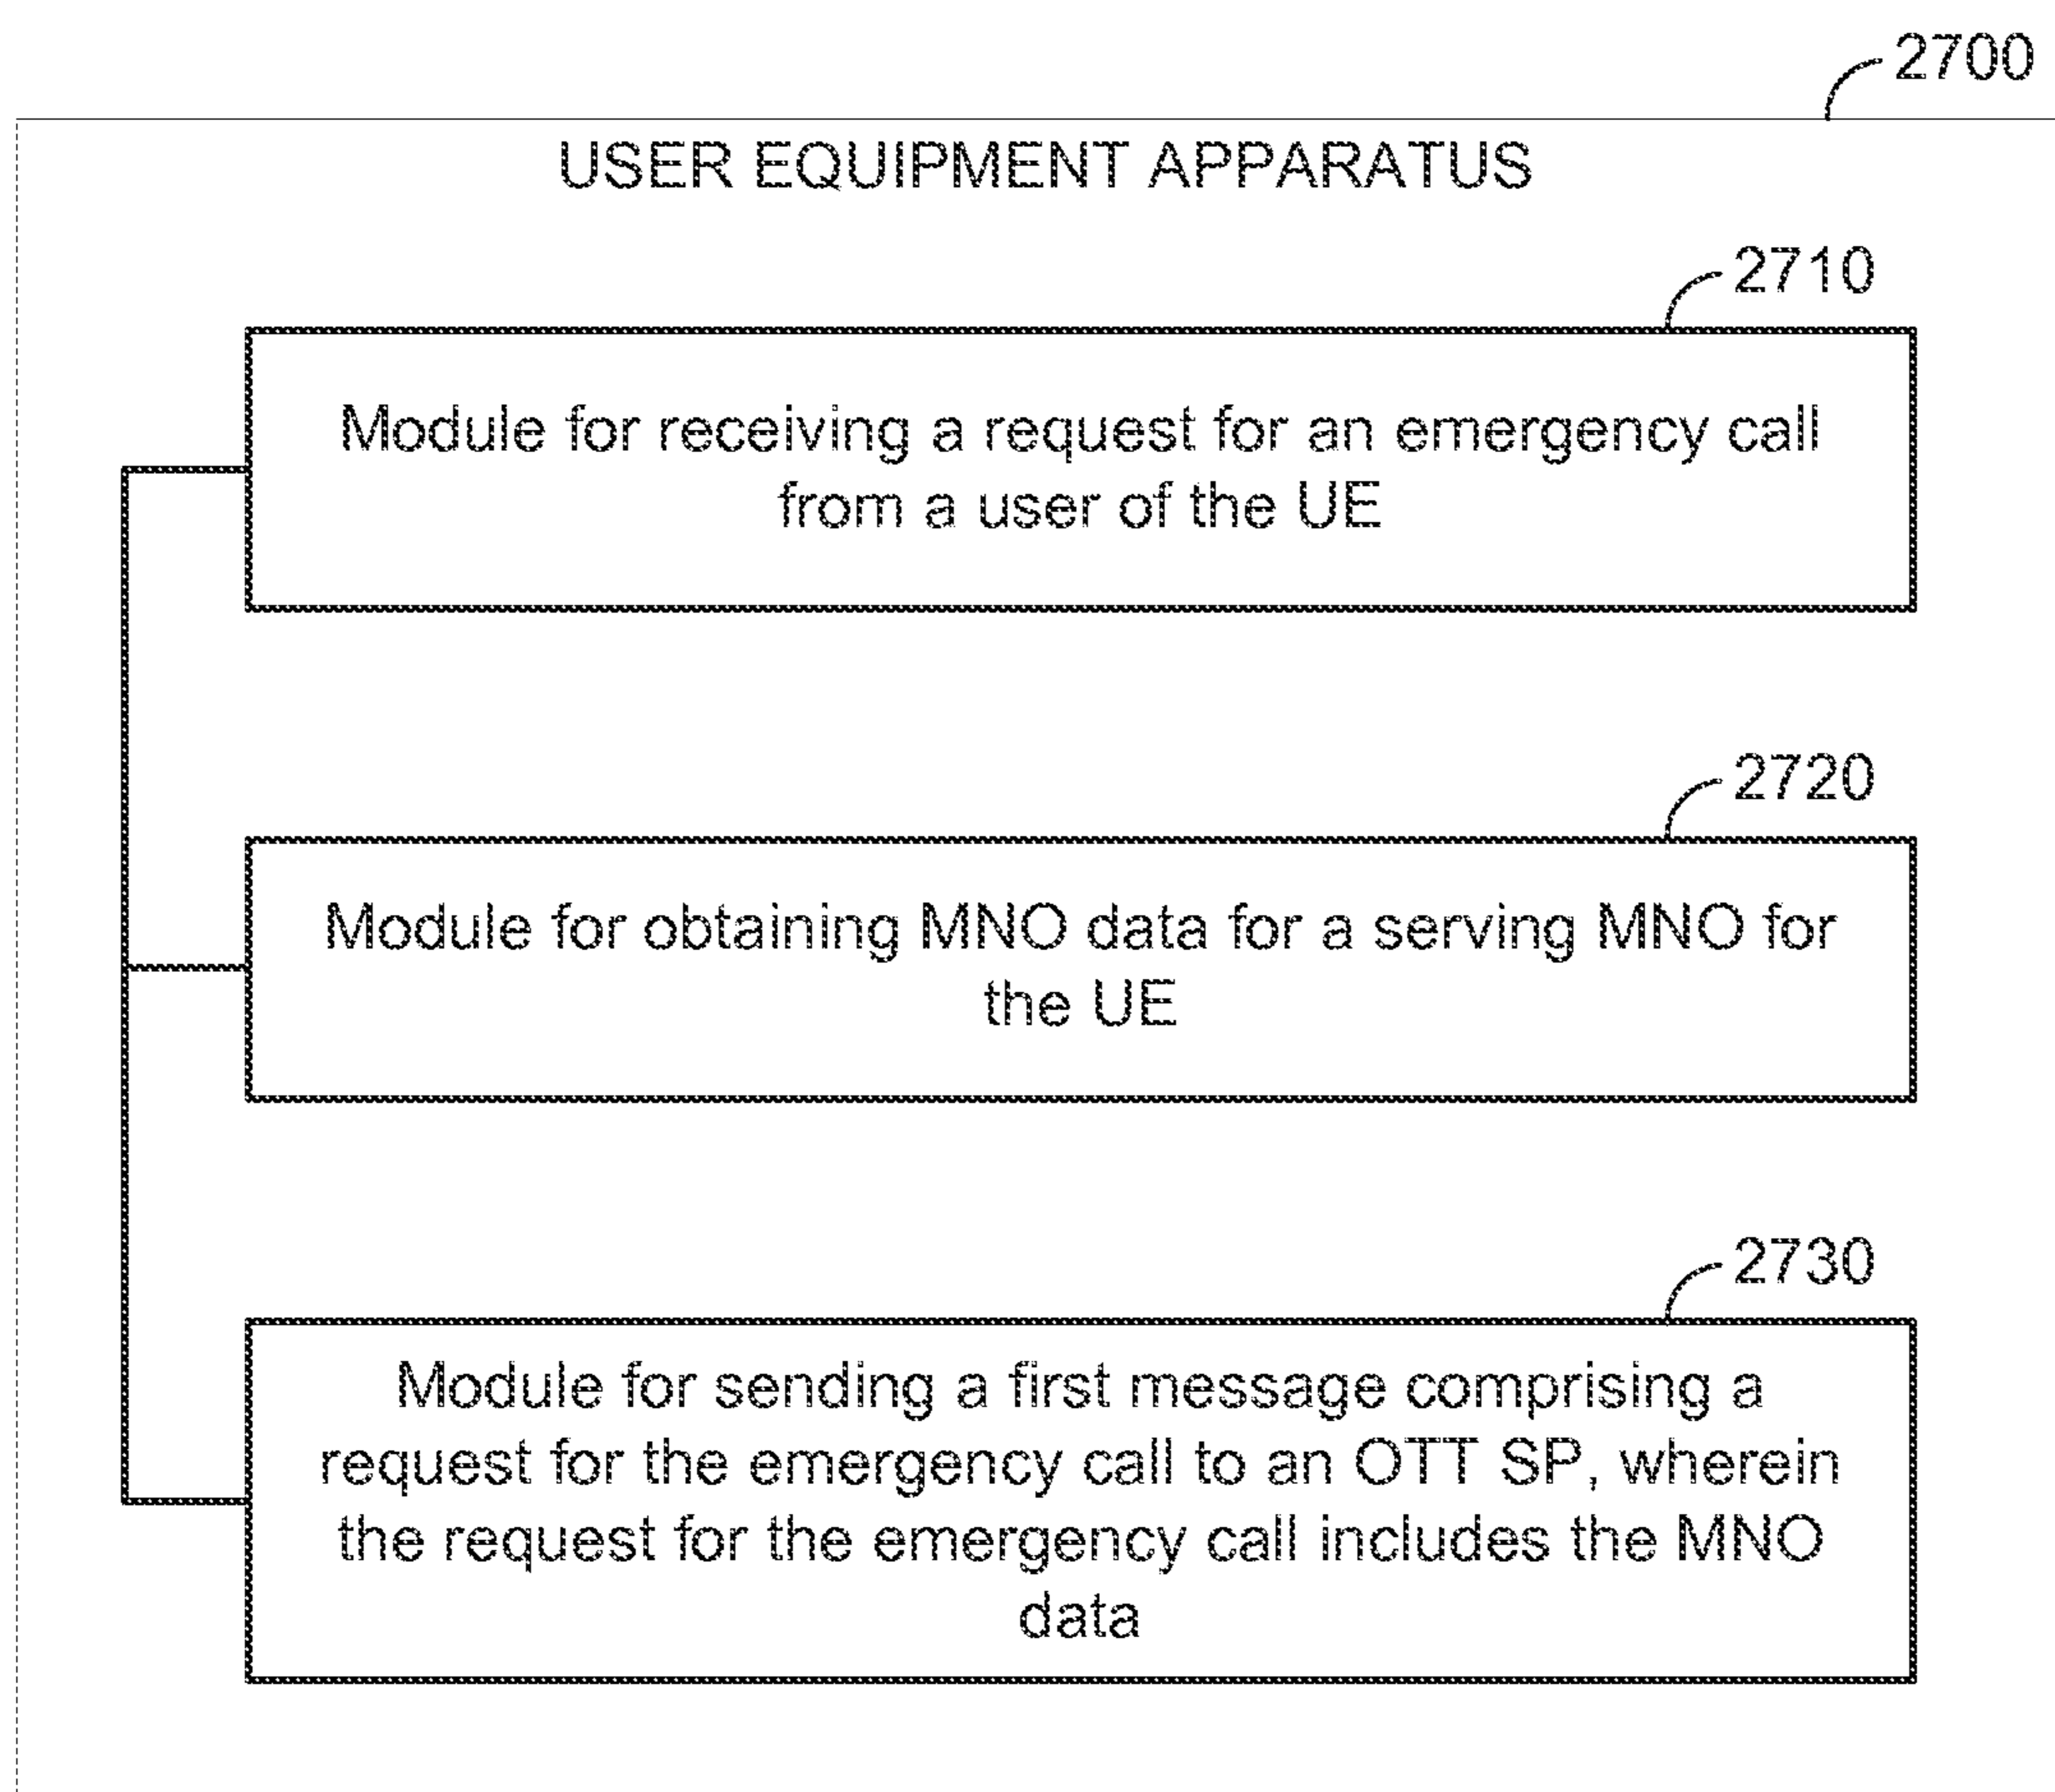 2700
USER EQUIPMENT APPARATUS
2710
Module for receiving a request for an emergency call
from a user of the UE
2720
Module for obtaining MNO data for a serving MNO for
the UE
2730
Module for sending a first message comprising a
request for the emergency call to an OTT SP, wherein
the request for the emergency call includes the MNO
data